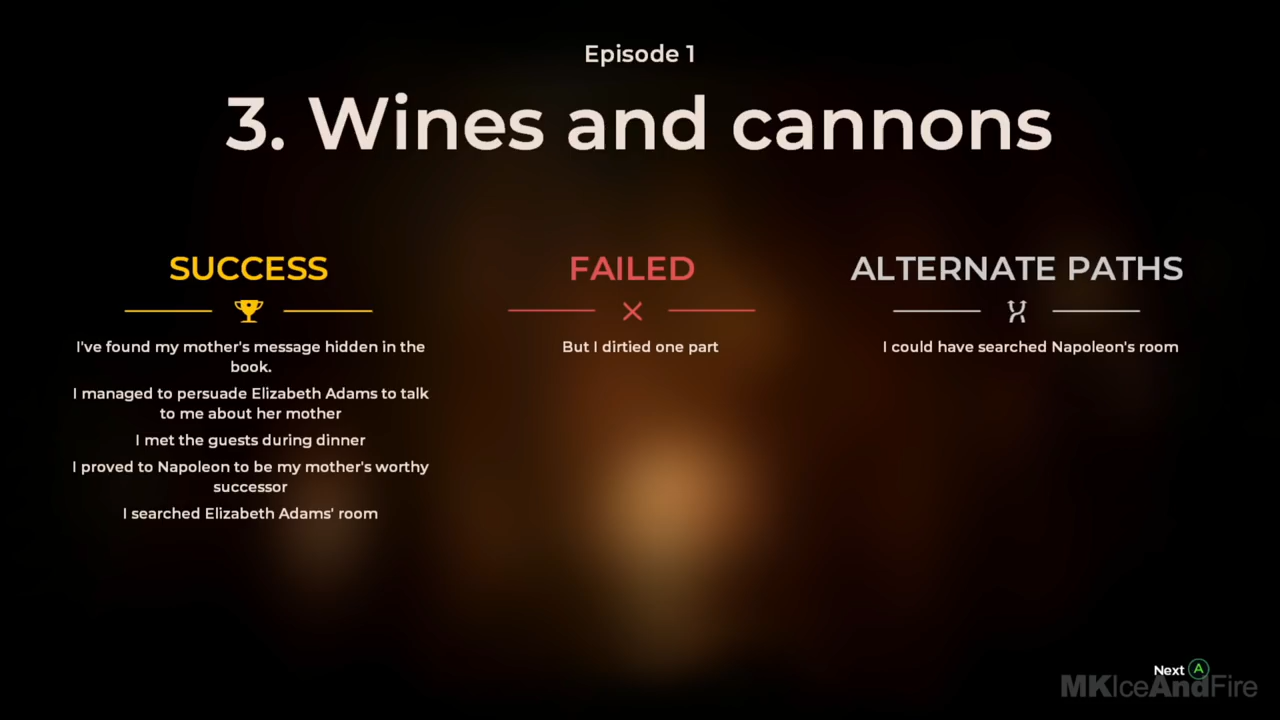 Episode 1
3. Wines and cannons
SUCCESS
I've found my mother's message hidden in the
book.
I managed to persuade Elizabeth Adams to talk
to me about her mother
I met the guests during dinner
I proved to Napoleon to be my mother's worthy
successor
I searched Elizabeth Adams' room
FAILED
But I dirtied one part
ALTERNATE PATHS
I could have searched Napoleon's room
Next A
MKIceAndFire